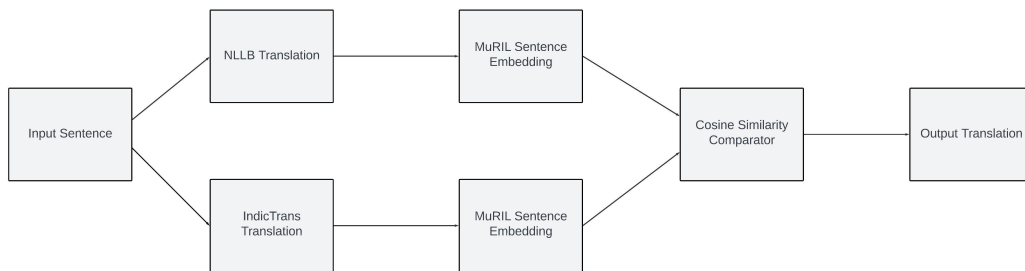 Input Sentence
NLLB Translation
MuRIL Sentence
Embedding
IndicTrans
Translation
MuRIL Sentence
Embedding
Cosine Similarity
Comparator
Output Translation